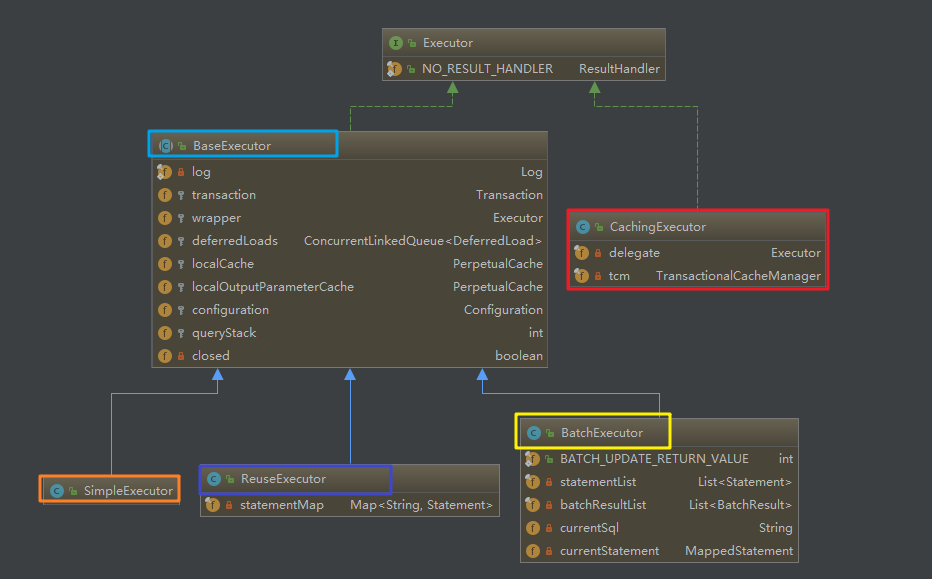 Executor
NO_RESULT_HANDLER ResultHandler
BaseExecutor
log Log
transaction Transaction
wrapper Executor
deferredLoads ConcurrentLinkedQueue<DeferredLoad>
localCache PerpetualCache
localOutputParameterCache PerpetualCache
configuration Configuration
queryStack int
closed boolean
CachingExecutor
delegate Executor
tcm TransactionalCacheManager
SimpleExecutor
ReuseExecutor
statementMap Map<String, Statement>
BatchExecutor
BATCH_UPDATE_RETURN_VALUE int
statementList List<Statement>
batchResultList List<BatchResult>
currentSql String
currentStatement MappedStatement